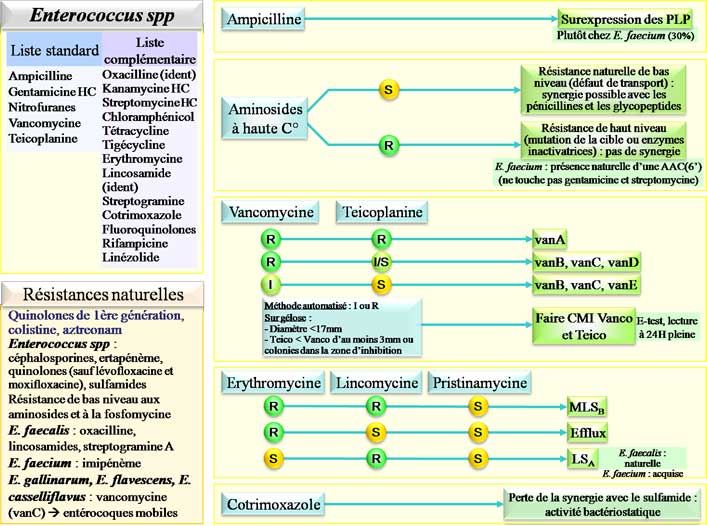 Enterococcus spp
Liste standard
Ampicilline
Gentamicine HC
Nitrofuranes
Vancomycine
Teicoplanine
Liste
complémentaire
Oxacilline (ident)
Kanamycine HC
Streptomycine HC
Chloramphénicol
Tétracycline
Tigécycline
Erythromycine
Lincosamide
(ident)
Streptogramine
Cotrimoxazole
Fluoroquinolones
Rifampicine
Linézolide
Résistances naturelles
Quinolones de 1ère génération,
colistine, aztreonam
Enterococcus spp :
céphalosporines, ertapénème,
quinolones (sauf lévofloxacine et
moxifloxacine), sulfamides
Résistance de bas niveau aux
aminosides et à la fosfomycine
E. faecalis : oxacilline,
lincosamides, streptogramine A
E. faecium : imipénème
E. gallinarum, E. flavescens, E.
casseliflavus : vancomycine
(vanC) → entérocoques mobiles
Ampicilline
Surexpression des PLP
Plutôt chez E. faecium (30%)
Aminosides
à haute C°
S
Résistance naturelle de bas
niveau (défaut de transport) :
synergie possible avec les
pénicillines et les glycopeptides
R
Résistance de haut niveau
(mutation de la cible ou enzymes
inactivatrices) : pas de synergie
E. faecium : présence naturelle d'une AAC(6')
(ne touche pas gentamicine et streptomycine)
Vancomycine Teicoplanine
R R vanA
R I/S vanB, vanC, vanD
I S vanB, vanC, vanE
Méthode automatisé : I ou R
Sur gélose :
- Diamètre <17mm
- Teico < Vanco d'au moins 3mm ou
colonies dans la zone d'inhibition
Faire CMI Vanco
et Teico
E-test, lecture
à 24H pleine
Erythromycine Lincomycine Pristinamycine
R R S MLSB
R S S Efflux
S R S LSA
E. faecalis :
naturelle
E. faecium : acquise
Cotrimoxazole
Perte de la synergie avec le sulfamide :
activité bactériostatique